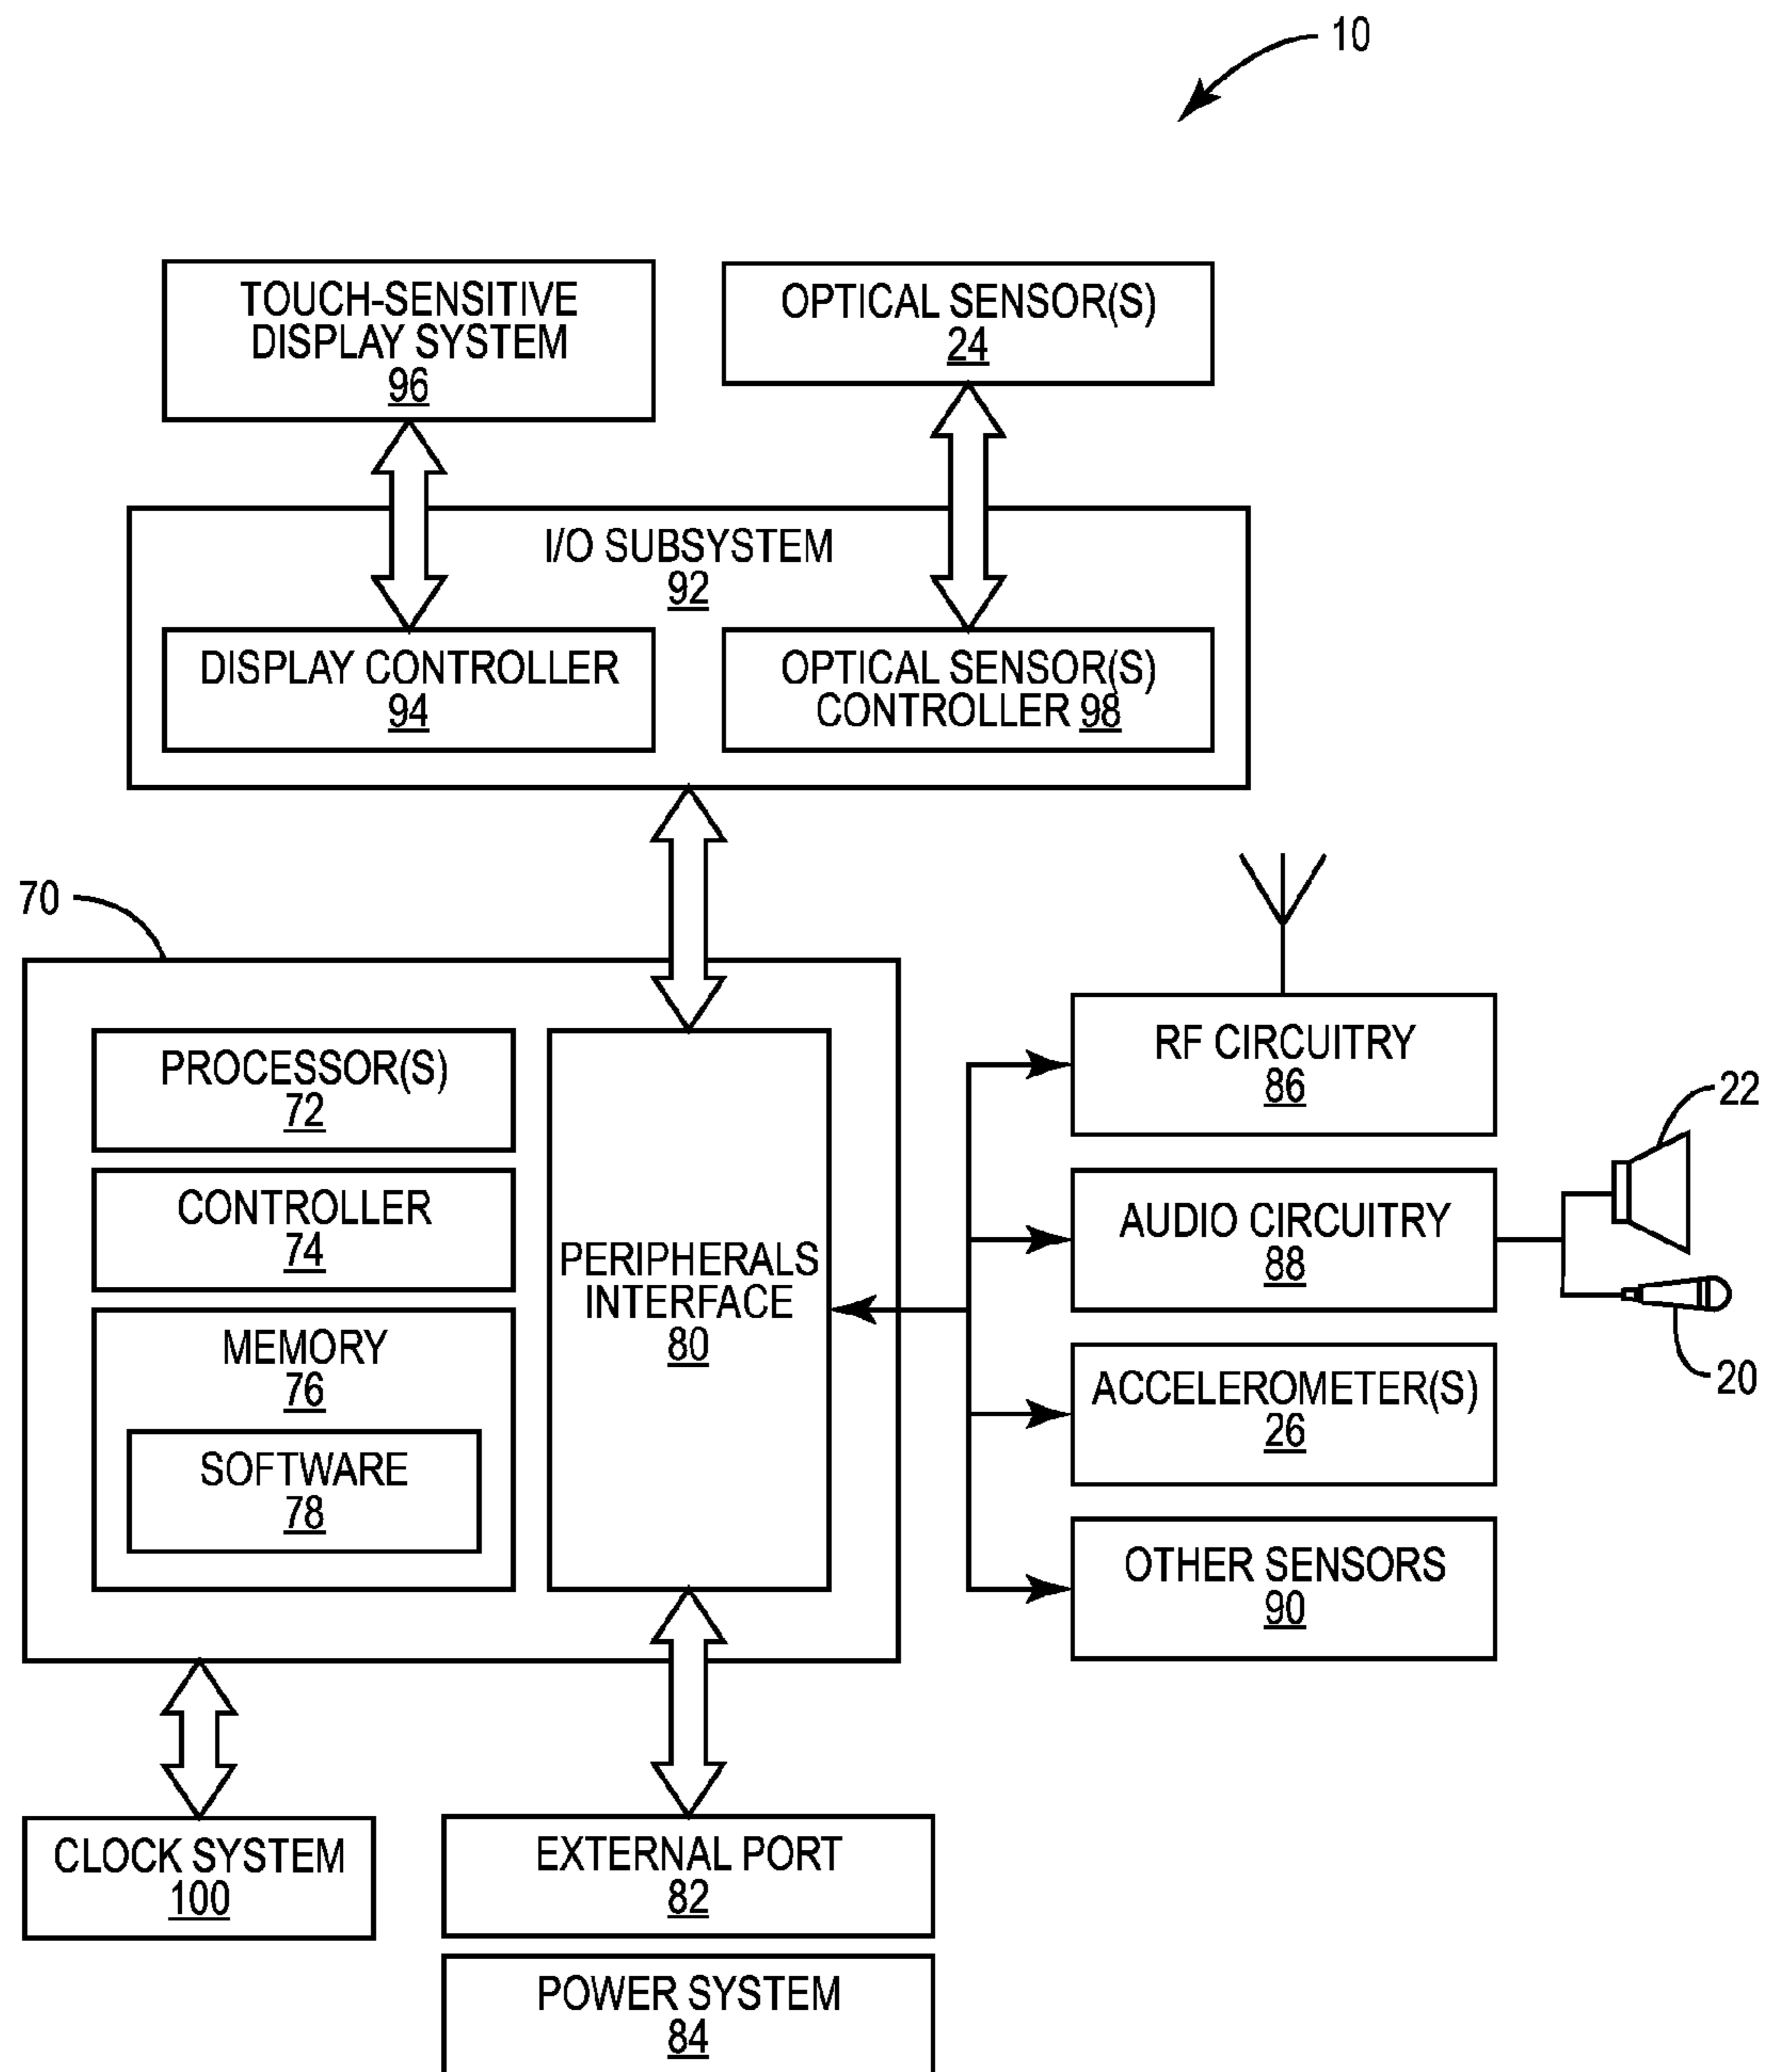 10
TOUCH-SENSITIVE
DISPLAY SYSTEM
96
OPTICAL SENSOR(S)
24
I/O SUBSYSTEM
92
DISPLAY CONTROLLER
94
OPTICAL SENSOR(S)
CONTROLLER 98
70
PROCESSOR(S)
72
CONTROLLER
74
MEMORY
76
SOFTWARE
78
PERIPHERALS
INTERFACE
80
RF CIRCUITRY
86
AUDIO CIRCUITRY
88
22
20
ACCELEROMETER(S)
26
OTHER SENSORS
90
CLOCK SYSTEM
100
EXTERNAL PORT
82
POWER SYSTEM
84